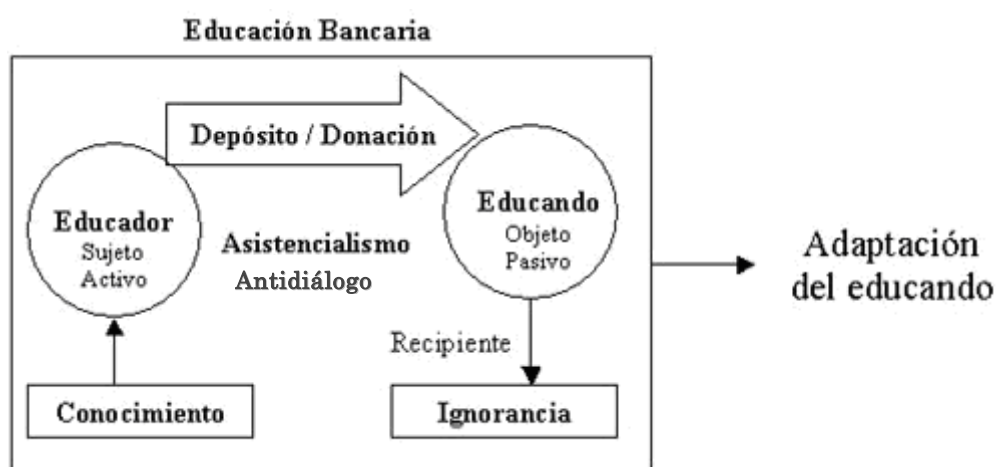 Educación Bancaria
Depósito / Donación
Educador
Sujeto
Activo
Asistencialismo
Antidiálogo
Educando
Objeto
Pasivo
Recipiente
Conocimiento
Ignorancia
Adaptación
del educando